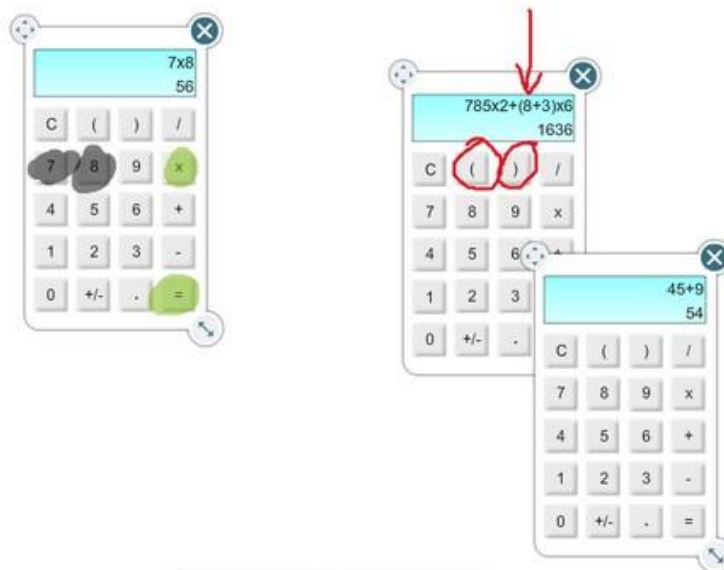 7x8
56
C ( ) /
7 8 9 x
4 5 6 +
1 2 3 -
0 +/- . =
785x2+(8+3)x6
1636
C ( ) /
7 8 9 x
4 5 6 +
1 2 3
0 +/- .
45+9
54
C ( ) /
7 8 9 x
4 5 6 +
1 2 3 -
0 +/- . =